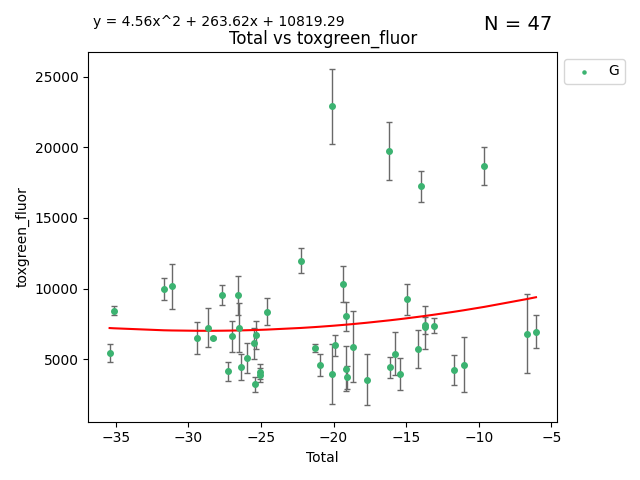 y = 4.56x^2 + 263.62x + 10819.29
N = 47
Total vs toxgreen_fluor
G
25000
20000
15000
10000
5000
toxgreen_fluor
−35 −30 −25 −20 −15 −10 −5
Total